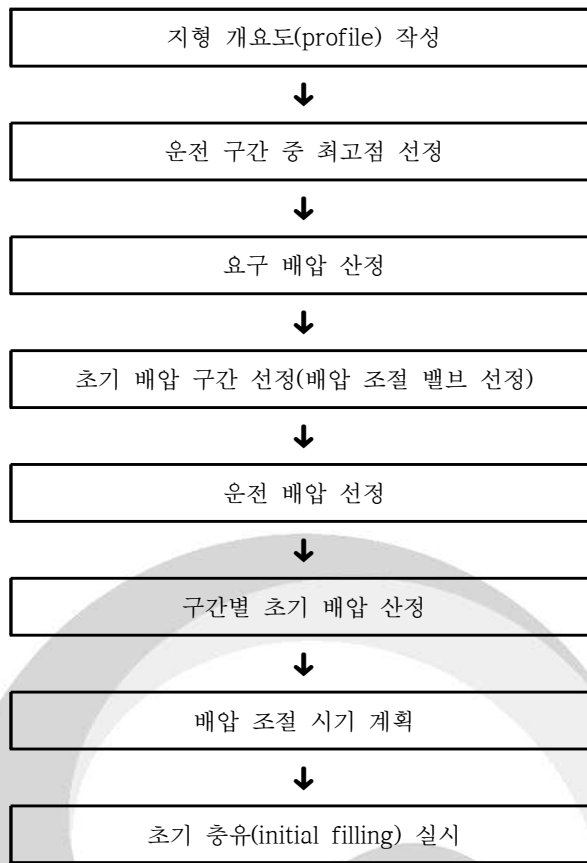 지형 개요도(profile) 작성
운전 구간 중 최고점 선정
요구 배압 산정
초기 배압 구간 선정(배압 조절 밸브 선정)
운전 배압 선정
구간별 초기 배압 산정
배압 조절 시기 계획
초기 충유(initial filling) 실시